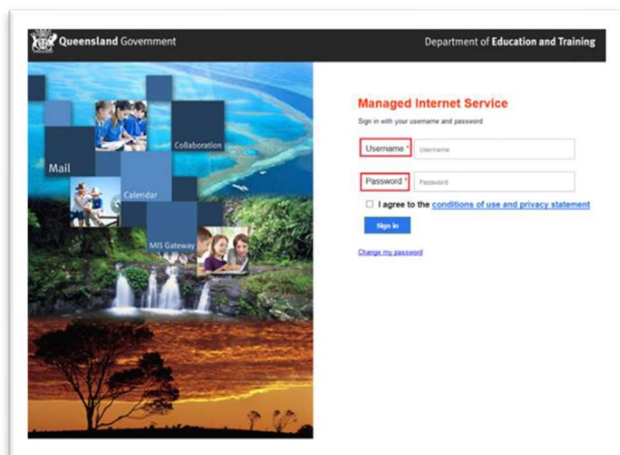 Queensland Government
Department of Education and Training
Mail
Collaboration
Calendar
MIS Gateway
Managed Internet Service
Sign in with your username and password
Username * Username
Password * Password
I agree to the conditions of use and privacy statement
Sign in
Change my password